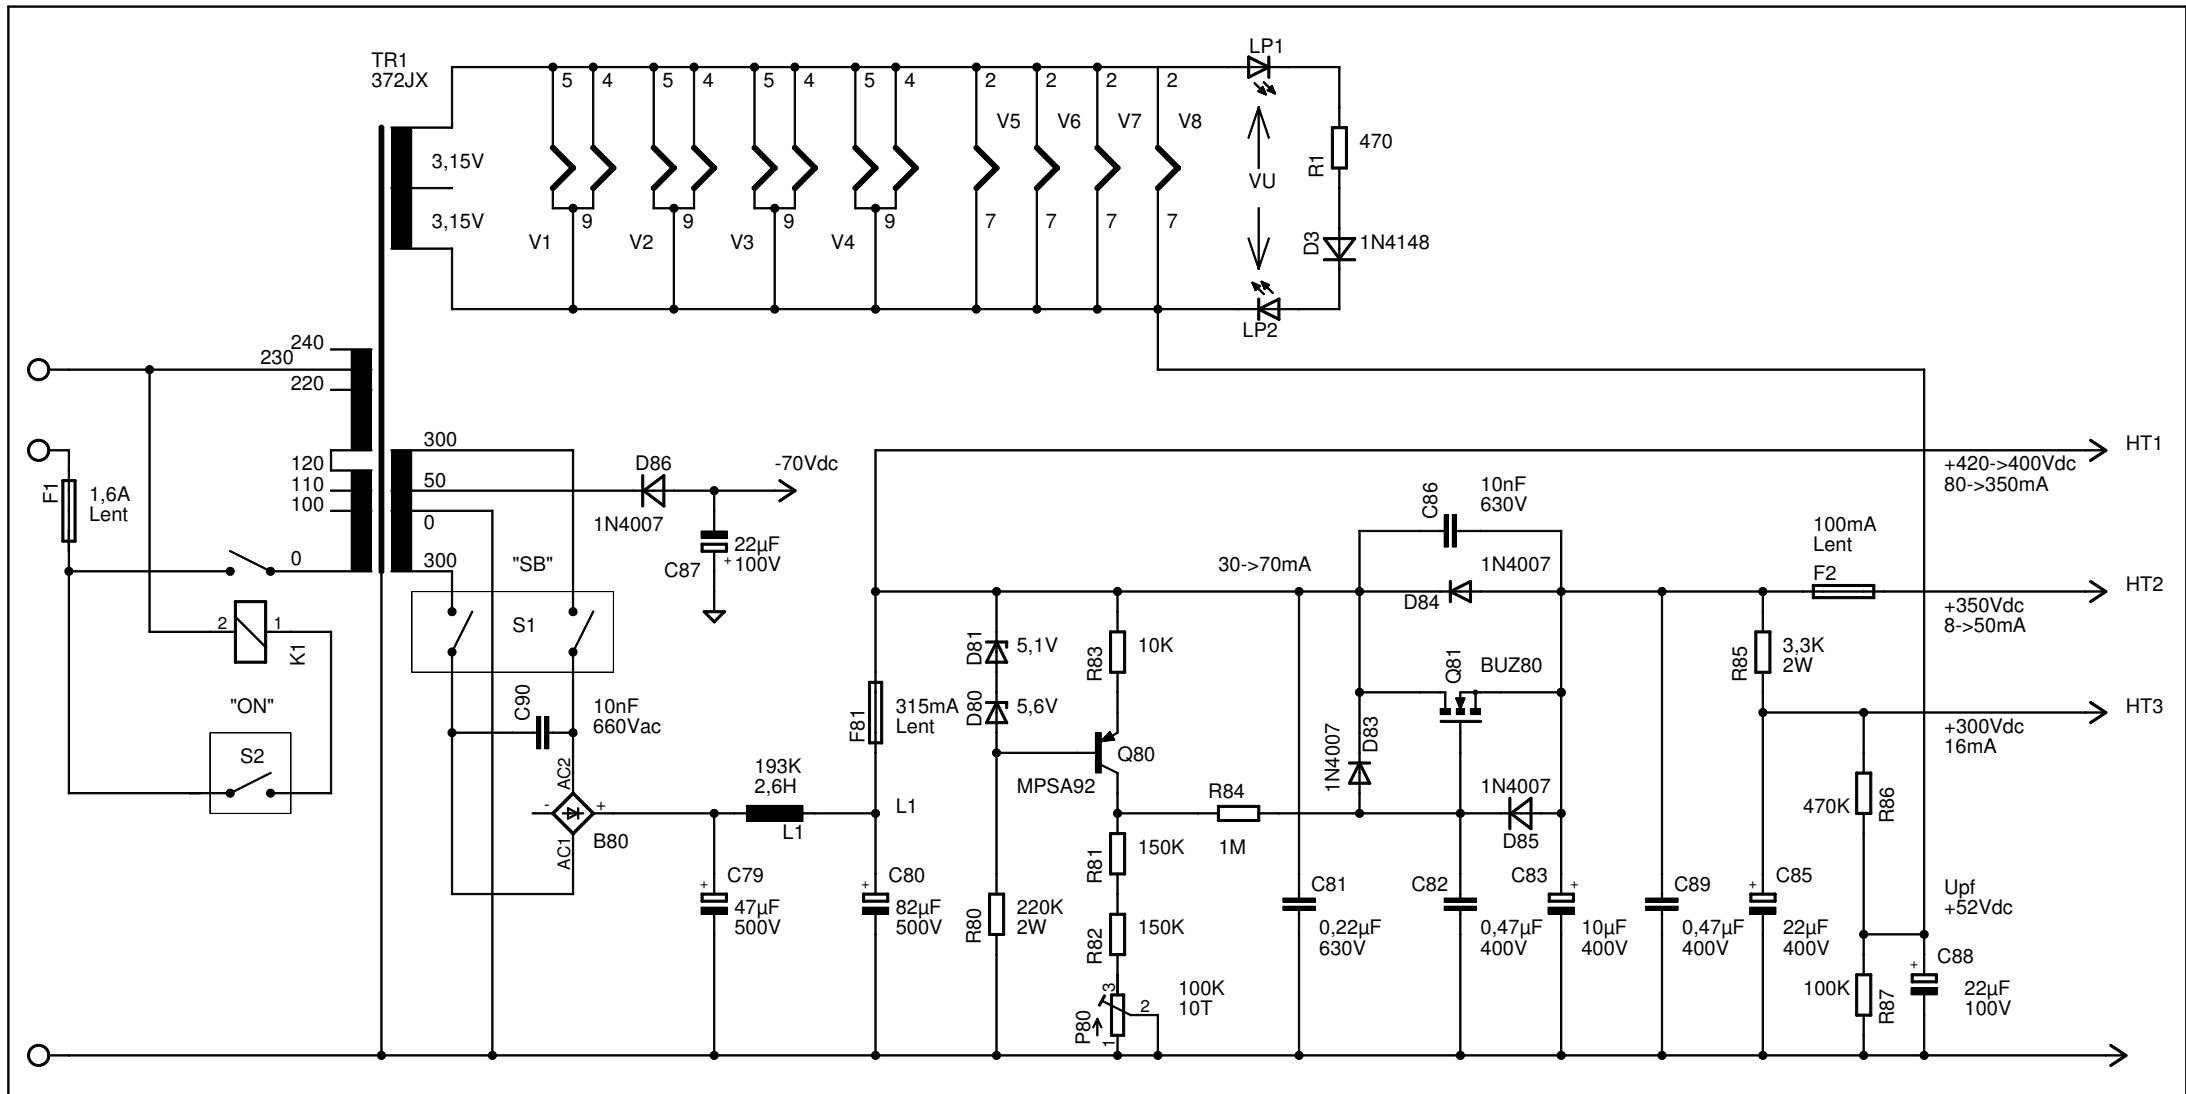 TR1
372JX
LP1
5 4 5 4 5 4 5 4 2 2 2 2
V5 V6 V7 V8
3,15V
470
R1
VU
3,15V
9 9 9 9 7 7 7 7
V1 V2 V3 V4
D3
1N4148
LP2
240
230
220
120
110
100
0
300
50
0
300
F1
1,6A
Lent
D86
1N4007
-70Vdc
C87
+
22µF
100V
HT1
+420->400Vdc
80->350mA
C86
10nF
630V
100mA
Lent
F2
"SB"
S1
30->70mA
D84
1N4007
HT2
+350Vdc
8->50mA
2 1
K1
"ON"
S2
C90
10nF
660Vac
AC2
AC1
-
+
B80
193K
2,6H
L1
F81
315mA
Lent
L1
D81
5,1V
D80
5,6V
R83
10K
Q80
MPSA92
Q81
BUZ80
1N4007
D83
R85
3,3K
2W
HT3
+300Vdc
16mA
R84
1M
1N4007
D85
470K
R86
+
C79
47µF
500V
+
C80
82µF
500V
R80
220K
2W
R81
150K
R82
150K
P80
3
2
1
100K
10T
C81
0,22µF
630V
C82
0,47µF
400V
C83
+
10µF
400V
C89
0,47µF
400V
+
C85
22µF
400V
Upf
+52Vdc
100K
R87
+
C88
22µF
100V